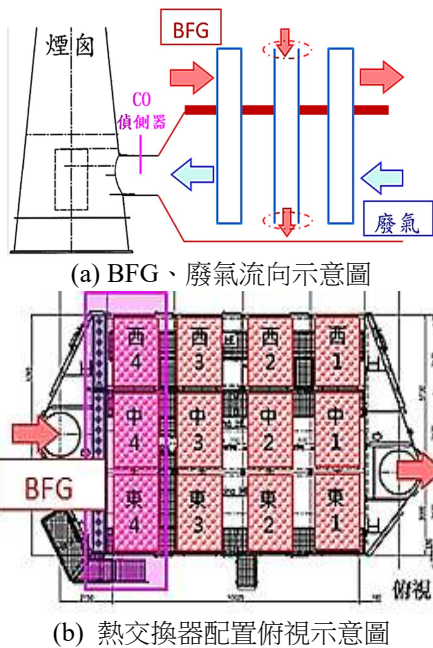 煙囪
BFG
CO
偵側器
廢氣
(a) BFG、廢氣流向示意圖
西4 西3 西2 西1
中4 中3 中2 中1
BFG
東4 東3 東2 東1
俯視
(b) 熱交換器配置俯視示意圖